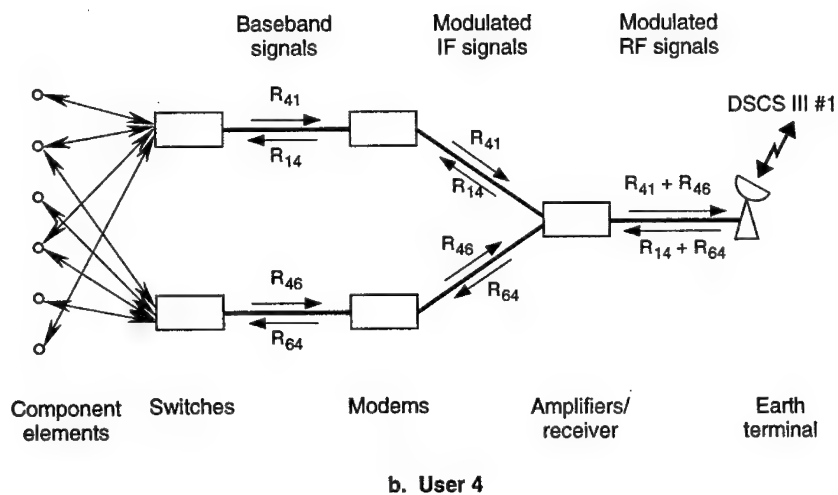 Baseband
signals
Modulated
IF signals
Modulated
RF signals
DSCS III #1
R41
R14
R41
R14
R41 + R46
R14 + R64
R46
R64
R46
R64
Component
elements
Switches
Modems
Amplifiers/
receiver
Earth
terminal
b. User 4